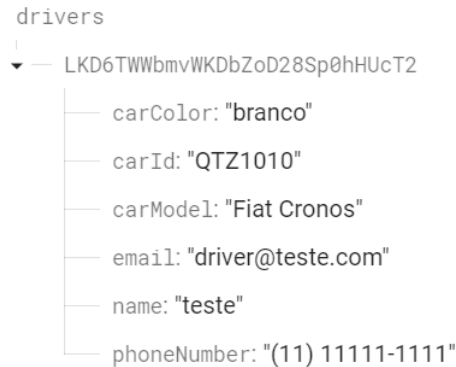 drivers
LKD6TWWbmvWKDbZoD28Sp0hHUcT2
carColor: "branco"
carId: "QTZ1010"
carModel: "Fiat Cronos"
email: "driver@teste.com"
name: "teste"
phoneNumber: "(11) 11111-1111"